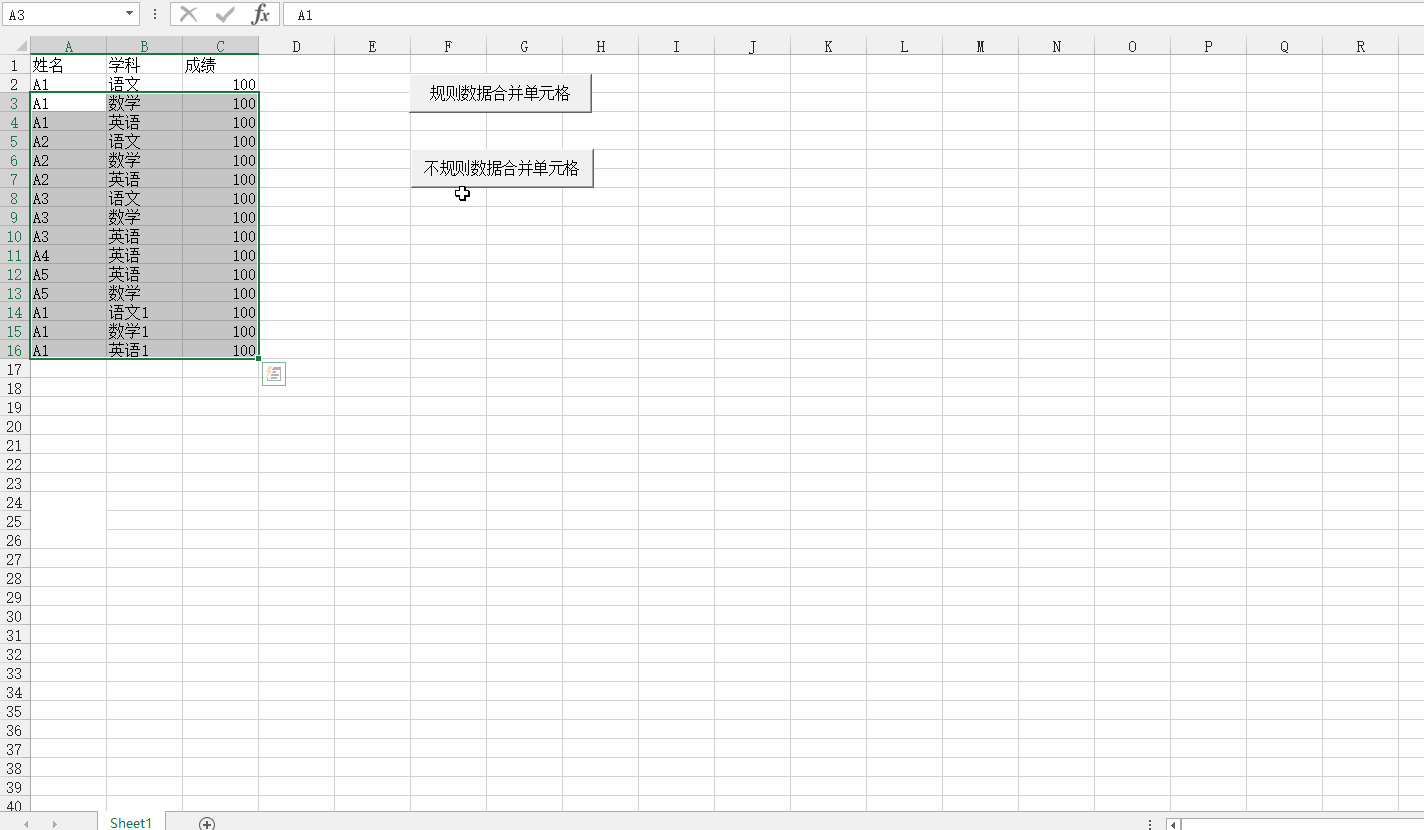 A3 A1
A B C D E F G H I J K L M N O P Q R
1 姓名 学科 成绩
2 A1 语文 100
3 A1 数学 100
4 A1 英语 100
5 A2 语文 100
6 A2 数学 100
7 A2 英语 100
8 A3 语文 100
9 A3 数学 100
10 A3 英语 100
11 A4 英语 100
12 A5 英语 100
13 A5 数学 100
14 A1 语文1 100
15 A1 数学1 100
16 A1 英语1 100
17
18
19
20
21
22
23
24
25
26
27
28
29
30
31
32
33
34
35
36
37
38
39
40
规则数据合并单元格
不规则数据合并单元格
Sheet1